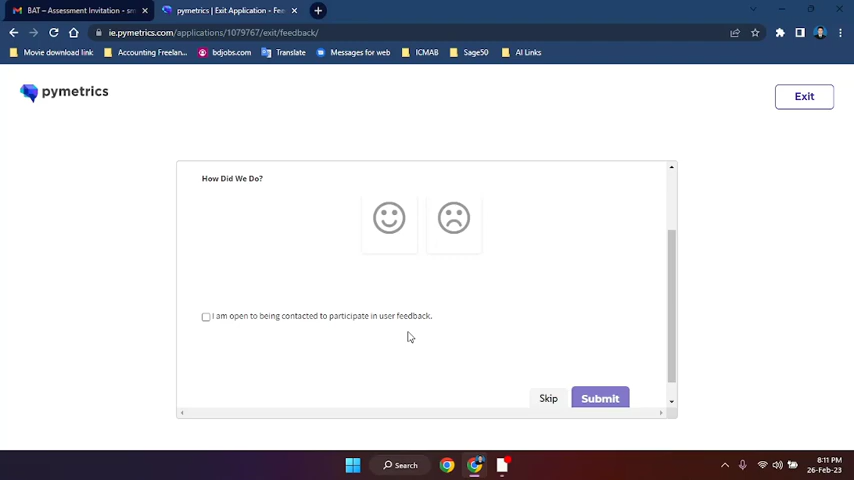 BAT – Assessment Invitation - sm
pymetrics | Exit Application » Fee
ie.pymetrics.com/applications/1079767/exit/feedback/
Movie download link
Accounting Freelan...
bdjobs.com
Translate
Messages for web
ICMAB
Sage50
AI Links
pymetrics
Exit
How Did We Do?
I am open to being contacted to participate in user feedback.
Skip
Submit
Search
8:11 PM
26-Feb-23